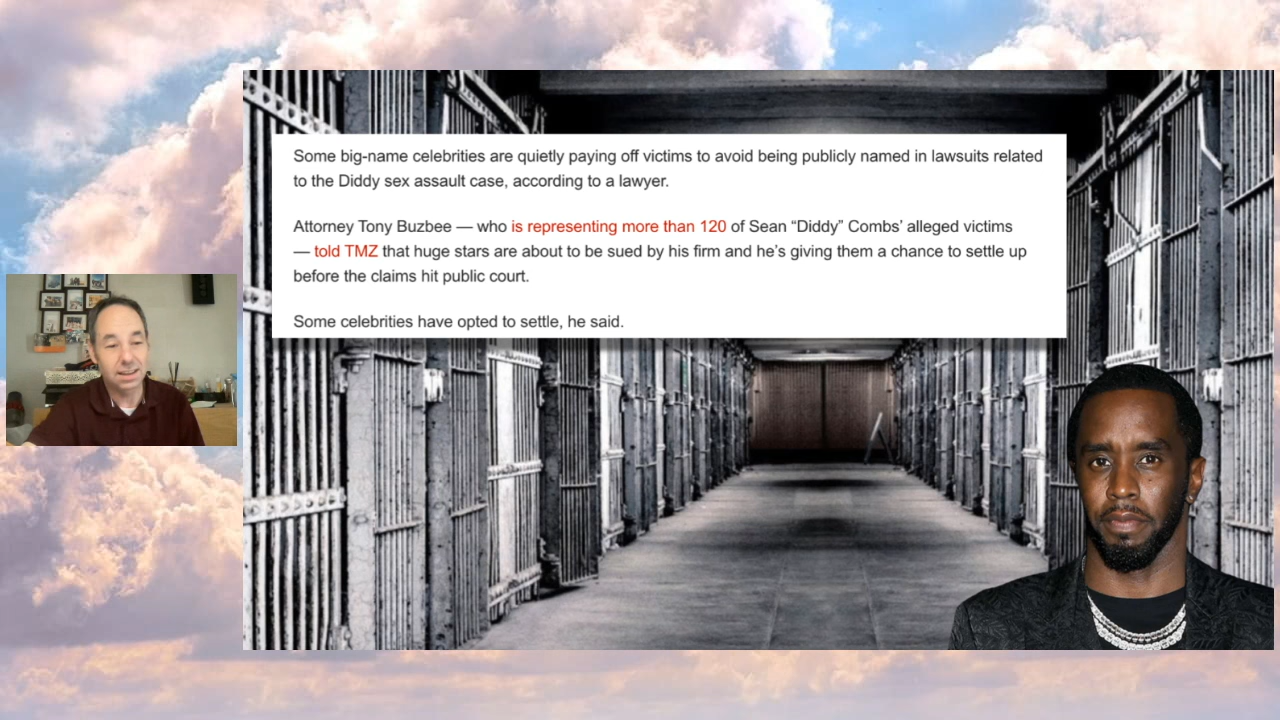 Some big-name celebrities are quietly paying off victims to avoid being publicly named in lawsuits related
to the Diddy sex assault case, according to a lawyer.
Attorney Tony Buzbee — who is representing more than 120 of Sean “Diddy” Combs’ alleged victims
— told TMZ that huge stars are about to be sued by his firm and he’s giving them a chance to settle up
before the claims hit public court.
Some celebrities have opted to settle, he said.